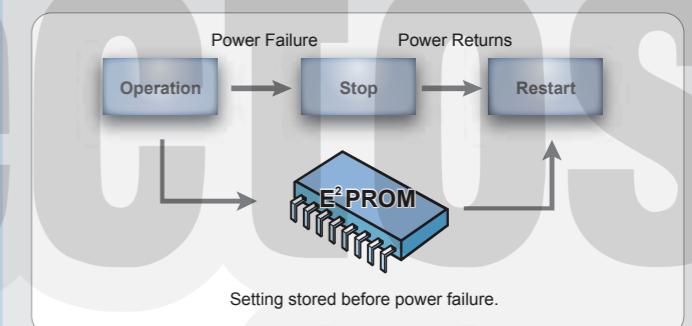 Power Failure Power Returns
Operation Stop Restart
E²PROM
Setting stored before power failure.